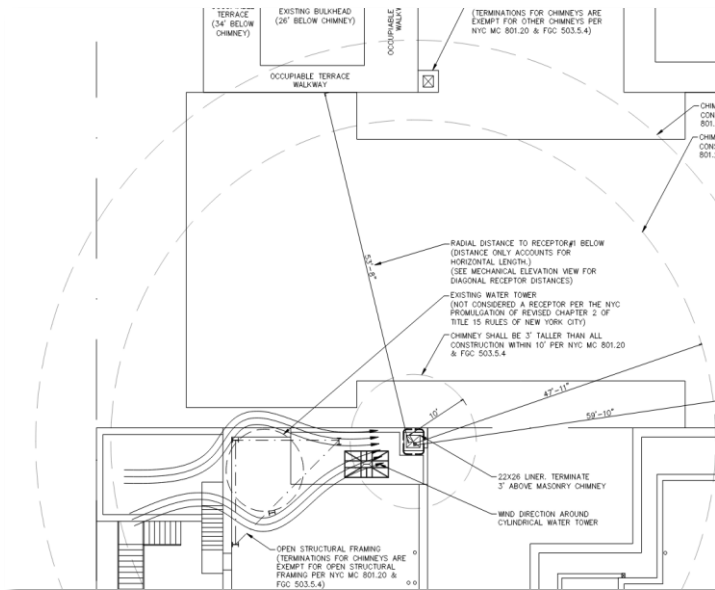 TERRACE
(34' BELOW
CHIMNEY)
EXISTING BULKHEAD
(26' BELOW
CHIMNEY)
OCCUPIABLE
WALKWAY
OCCUPIABLE TERRACE
WALKWAY
(TERMINATIONS FOR CHIMNEYS ARE
EXEMPT FOR OTHER CHIMNEYS PER
NYC MC 801.20 & FGC 503.5.4)
801.
801.
53'-8"
RADIAL DISTANCE TO RECEPTOR#1 BELOW
(DISTANCE ONLY ACCOUNTS FOR
HORIZONTAL LENGTH.)
(SEE MECHANICAL ELEVATION VIEW FOR
DIAGONAL RECEPTOR DISTANCES)
EXISTING WATER TOWER
(NOT CONSIDERED A RECEPTOR PER THE NYC
PROMULGATION OF REVISED CHAPTER 2 OF
TITLE 15 RULES OF NEW YORK CITY)
CHIMNEY SHALL BE 3' TALLER THAN ALL
CONSTRUCTION WITHIN 10' PER NYC MC 801.20
& FGC 503.5.4
10'
47'-11"
59'-10"
22X26 LINER. TERMINATE
3' ABOVE MASONRY CHIMNEY
WIND DIRECTION AROUND
CYLINDRICAL WATER TOWER
OPEN STRUCTURAL FRAMING
(TERMINATIONS FOR CHIMNEYS ARE
EXEMPT FOR OPEN STRUCTURAL
FRAMING PER NYC MC 801.20 &
FGC 503.5.4)